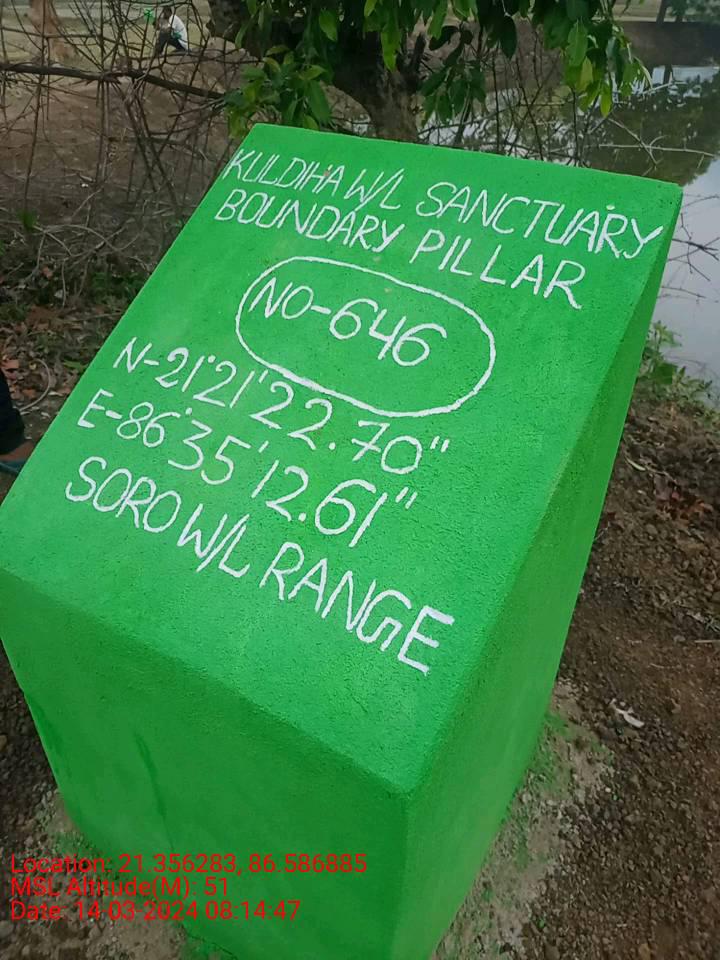 KULDIHA W/L SANCTUARY
BOUNDARY PILLAR
NO-646
N-21°21'22.70"
E-86°35'12.61"
SORO W/L RANGE
Location: 21.356283, 86.586885
MSL Altitude(M): 51
Date: 14-03-2024 08:14:47